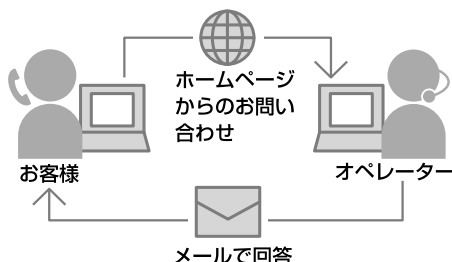 ホームページ
からのお問い
合わせ
お客様
オペレーター
メールで回答